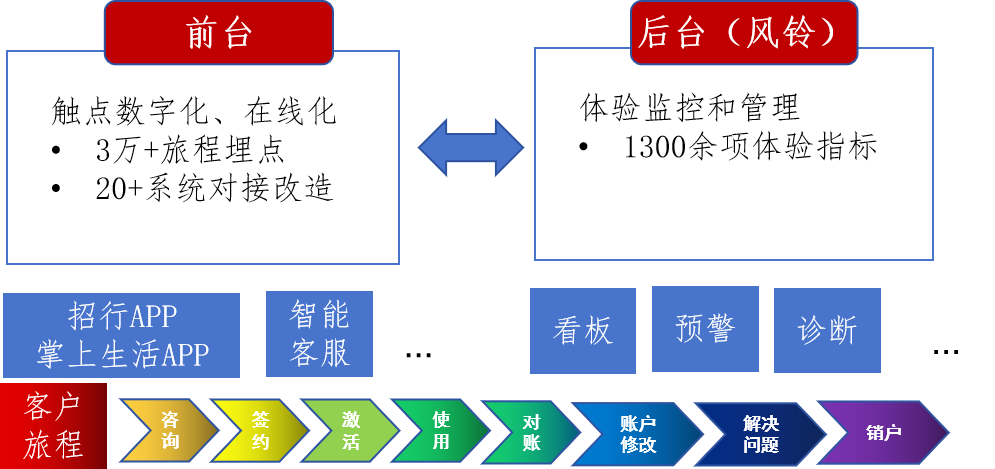 前台
触点数字化、在线化
• 3万+旅程埋点
• 20+系统对接改造
后台（风铃）
体验监控和管理
• 1300余项体验指标
招行APP
掌上生活APP
智能
客服
...
看板
预警
诊断
...
客户
旅程
咨
询
签
约
激
活
使
用
对
账
账户
修改
解决
问题
销户